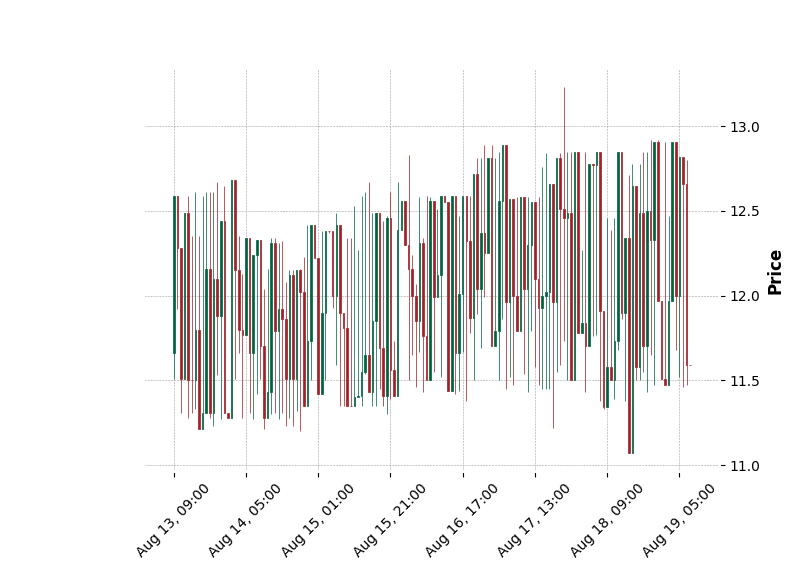 13.0
12.5
12.0
11.5
11.0
Price
Aug 13, 09:00
Aug 14, 05:00
Aug 15, 01:00
Aug 15, 21:00
Aug 16, 17:00
Aug 17, 13:00
Aug 18, 09:00
Aug 19, 05:00